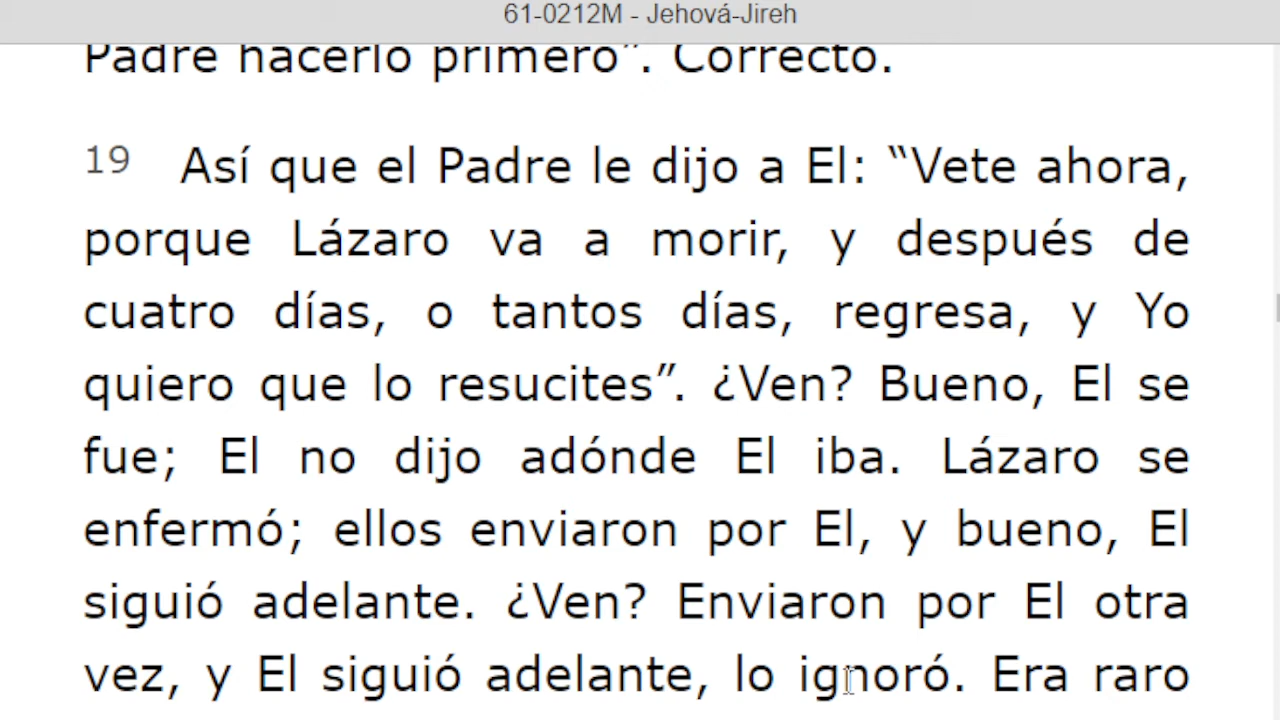 61-0212M - Jehová-Jireh
Padre hacerlo primero”. Correcto.
19 Así que el Padre le dijo a El: “Vete ahora,
porque Lázaro va a morir, y después de
cuatro días, o tantos días, regresa, y Yo
quiero que lo resucites”. ¿Ven? Bueno, El se
fue; El no dijo adónde El iba. Lázaro se
enfermó; ellos enviaron por El, y bueno, El
siguió adelante. ¿Ven? Enviaron por El otra
vez, y El siguió adelante, lo ignoró. Era raro